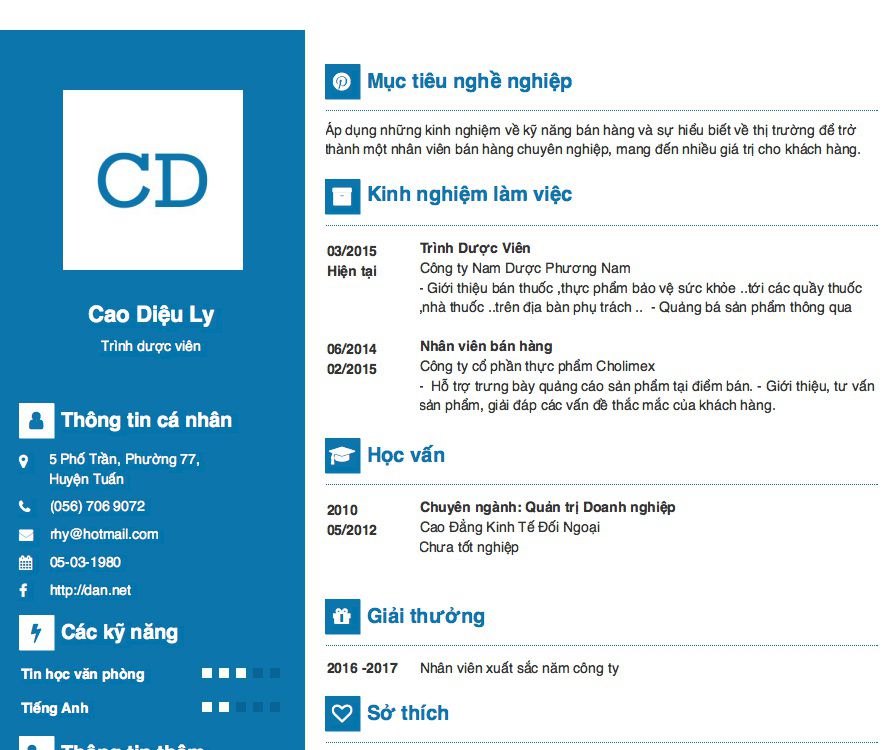 CD
Cao Diệu Ly
Trình dược viên
Thông tin cá nhân
5 Phố Trần, Phường 77,
Huyện Tuấn
(056) 706 9072
rhy@hotmail.com
05-03-1980
http://dan.net
Các kỹ năng
Tin học văn phòng
Tiếng Anh
Thông tin thêm
Mục tiêu nghề nghiệp
Áp dụng những kinh nghiệm về kỹ năng bán hàng và sự hiểu biết về thị trường để trở
thành một nhân viên bán hàng chuyên nghiệp, mang đến nhiều giá trị cho khách hàng.
Kinh nghiệm làm việc
03/2015
Hiện tại
Trình Dược Viên
Công ty Nam Dược Phương Nam
- Giới thiệu bán thuốc ,thực phẩm bảo vệ sức khỏe ..tới các quầy thuốc
,nhà thuốc ..trên địa bàn phụ trách .. - Quảng bá sản phẩm thông qua
06/2014
02/2015
Nhân viên bán hàng
Công ty cổ phần thực phẩm Cholimex
- Hỗ trợ trưng bày quảng cáo sản phẩm tại điểm bán. - Giới thiệu, tư vấn
sản phẩm, giải đáp các vấn đề thắc mắc của khách hàng.
Học vấn
2010
05/2012
Chuyên ngành: Quản trị Doanh nghiệp
Cao Đẳng Kinh Tế Đối Ngoại
Chưa tốt nghiệp
Giải thưởng
2016 -2017 Nhân viên xuất sắc năm công ty
Sở thích